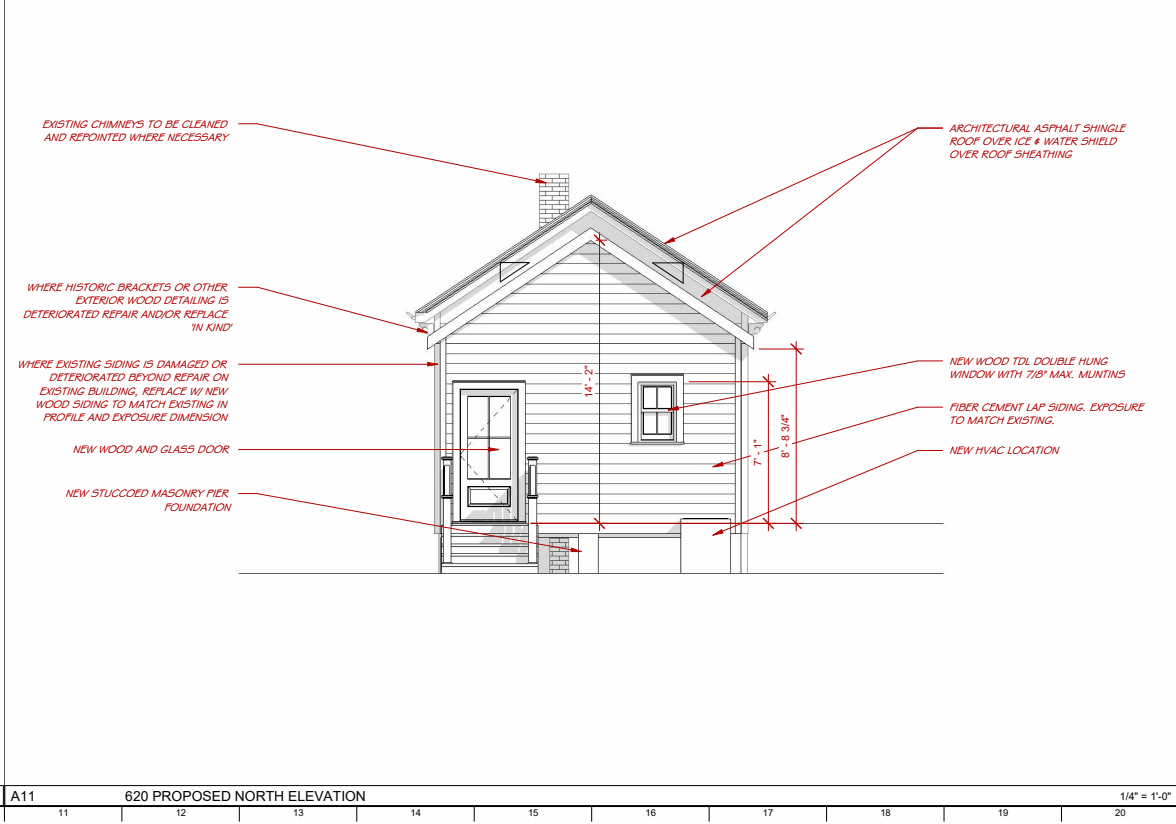 EXISTING CHIMNEYS TO BE CLEANED
AND REPOINTED WHERE NECESSARY
ARCHITECTURAL ASPHALT SHINGLE
ROOF OVER ICE & WATER SHIELD
OVER ROOF SHEATHING
WHERE HISTORIC BRACKETS OR OTHER
EXTERIOR WOOD DETAILING IS
DETERIORATED REPAIR AND/OR REPLACE
'IN KIND'
WHERE EXISTING SIDING IS DAMAGED OR
DETERIORATED BEYOND REPAIR ON
EXISTING BUILDING, REPLACE W/ NEW
WOOD SIDING TO MATCH EXISTING IN
PROFILE AND EXPOSURE DIMENSION
NEW WOOD AND GLASS DOOR
NEW STUCCOED MASONRY PIER
FOUNDATION
14' - 2"
7' - 1"
8' - 8 3/4"
NEW WOOD TDL DOUBLE HUNG
WINDOW WITH 7/8" MAX. MUNTINS
FIBER CEMENT LAP SIDING. EXPOSURE
TO MATCH EXISTING.
NEW HVAC LOCATION
A11 620 PROPOSED NORTH ELEVATION 1/4" = 1'-0"
11 12 13 14 15 16 17 18 19 20